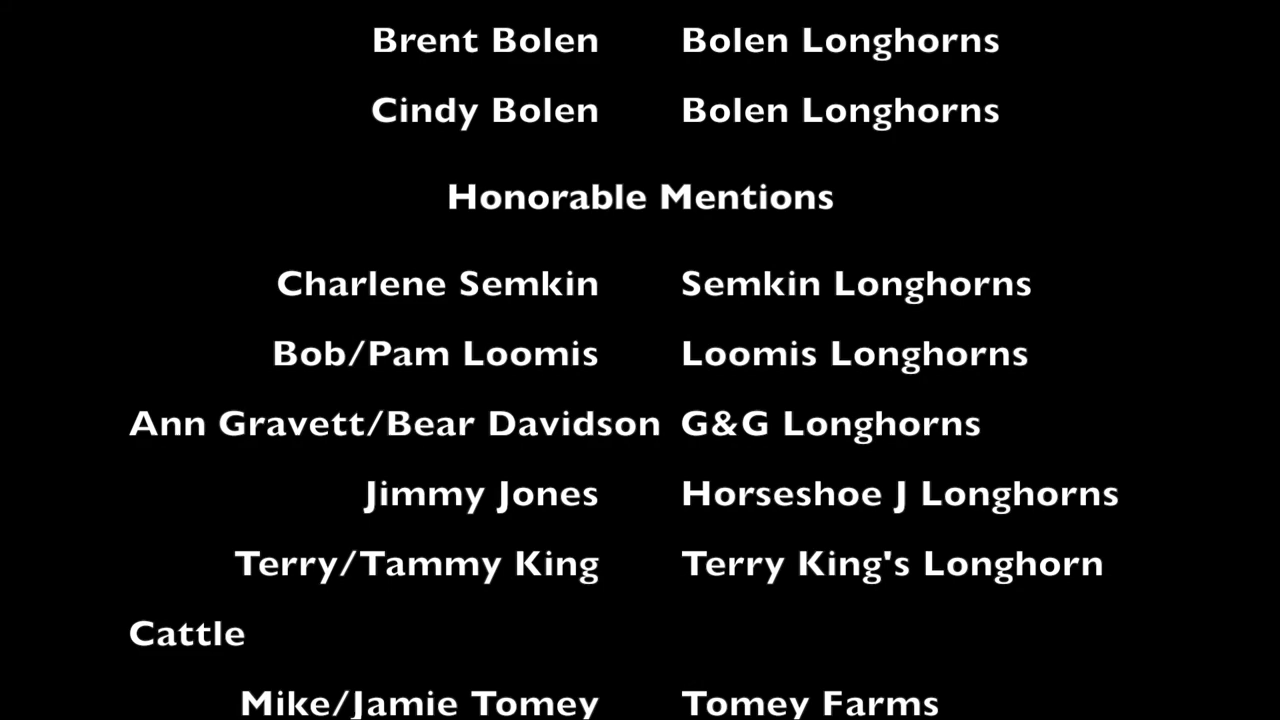 Brent Bolen Bolen Longhorns
Cindy Bolen Bolen Longhorns
Honorable Mentions
Charlene Semkin Semkin Longhorns
Bob/Pam Loomis Loomis Longhorns
Ann Gravett/Bear Davidson G&G Longhorns
Jimmy Jones Horseshoe J Longhorns
Terry/Tammy King Terry King's Longhorn
Cattle
Mike/Jamie Tomey Tomey Farms